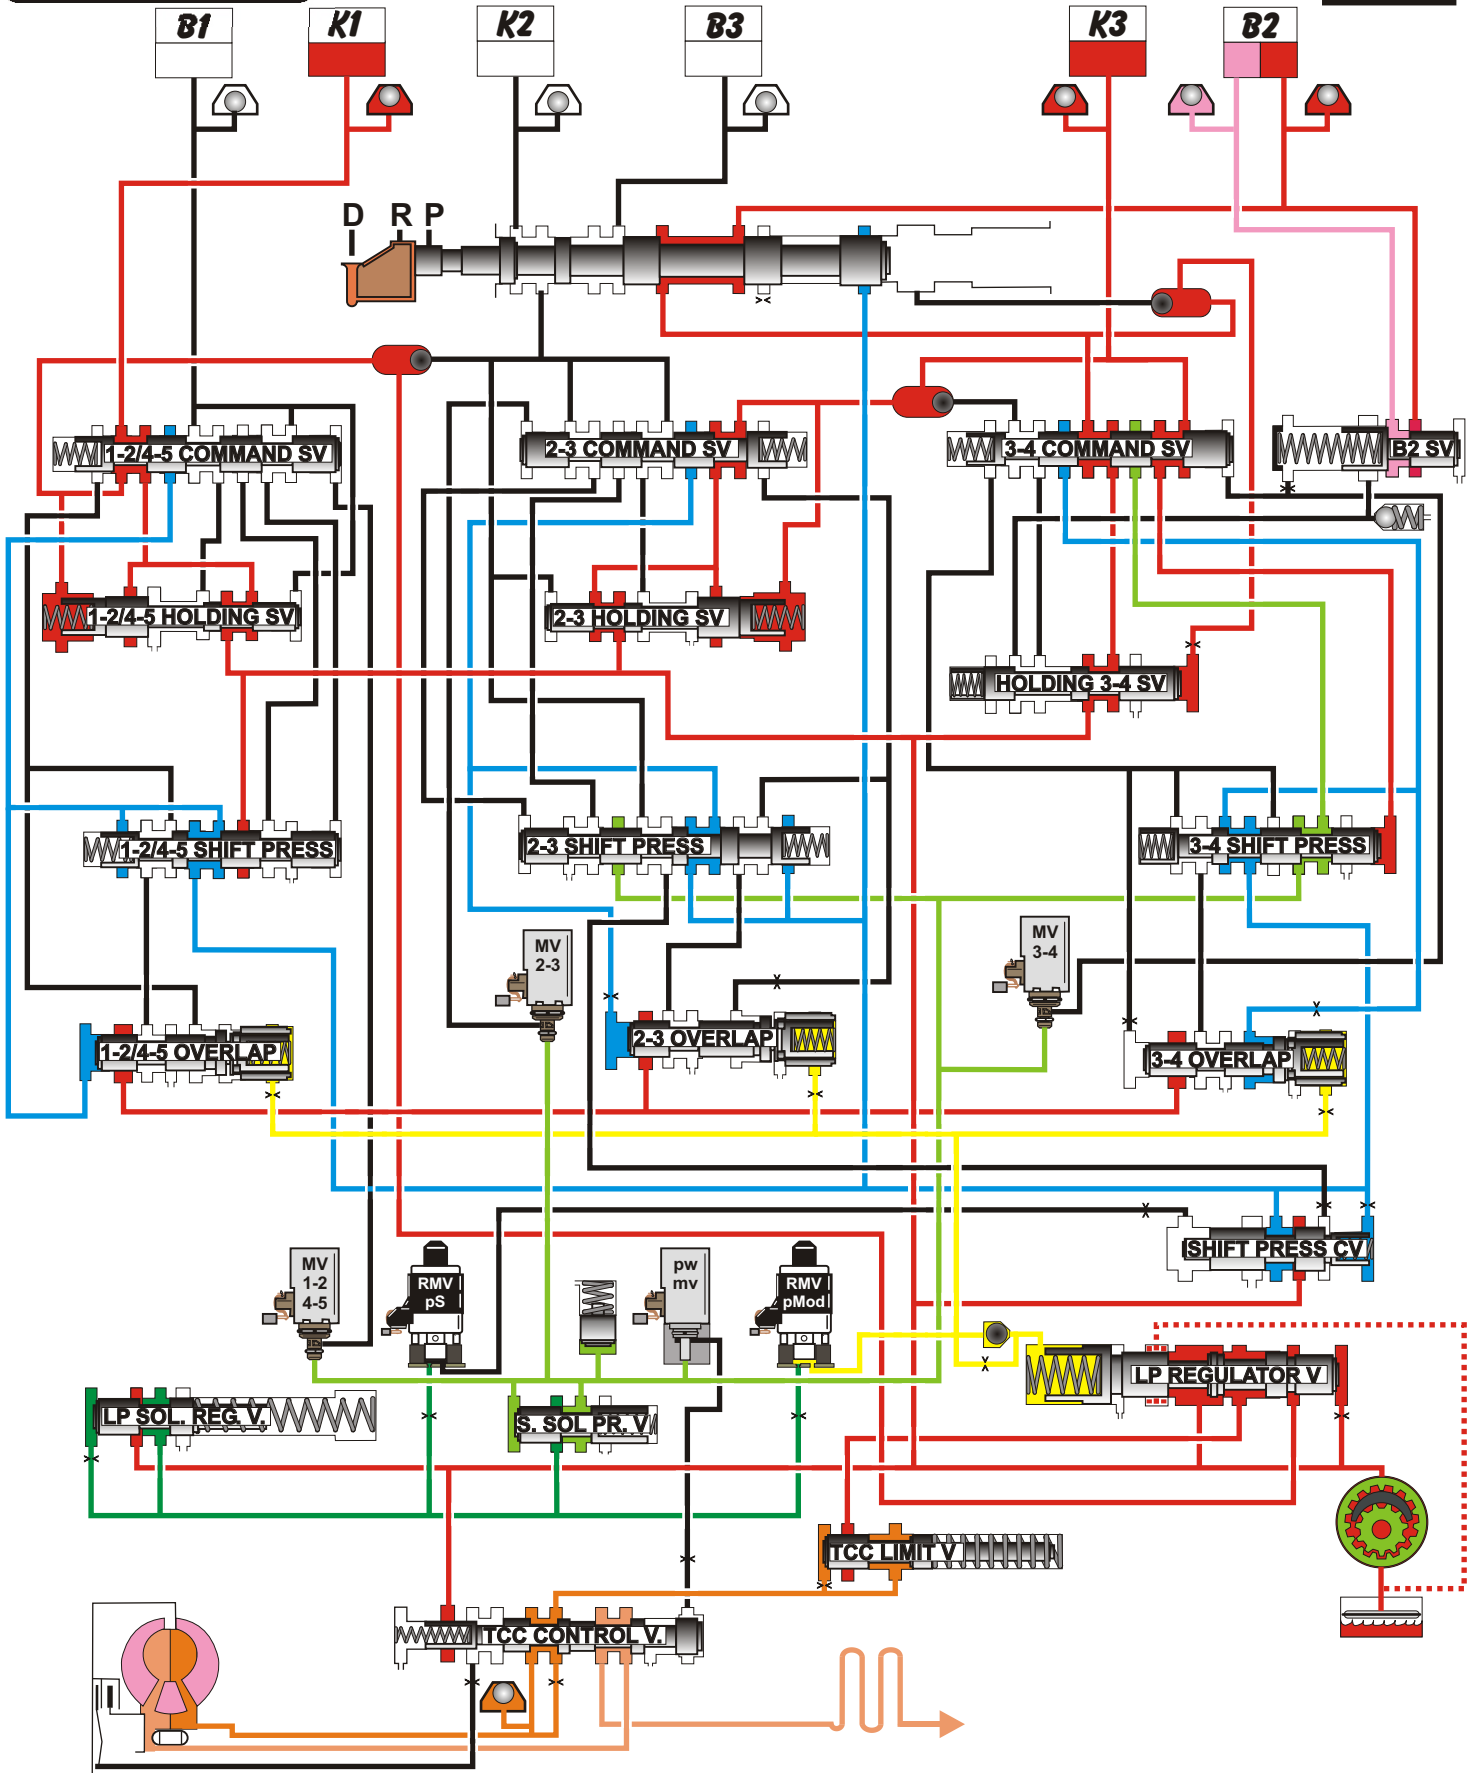 B1
K1
K2
B3
K3
B2
D R P
1-2/4-5 COMMAND SV
2-3 COMMAND SV
3-4 COMMAND SV
B2 SV
1-2/4-5 HOLDING SV
2-3 HOLDING SV
HOLDING 3-4 SV
1-2/4-5 SHIFT PRESS
2-3 SHIFT PRESS
3-4 SHIFT PRESS
MV
2-3
MV
3-4
1-2/4-5 OVERLAP
2-3 OVERLAP
3-4 OVERLAP
SHIFT PRESS CV
MV
1-2
4-5
RMV
pS
pw
mv
RMV
pMod
LP REGULATOR V
LP SOL. REG. V.
S. SOL PR. V
TCC LIMIT V
TCC CONTROL V.